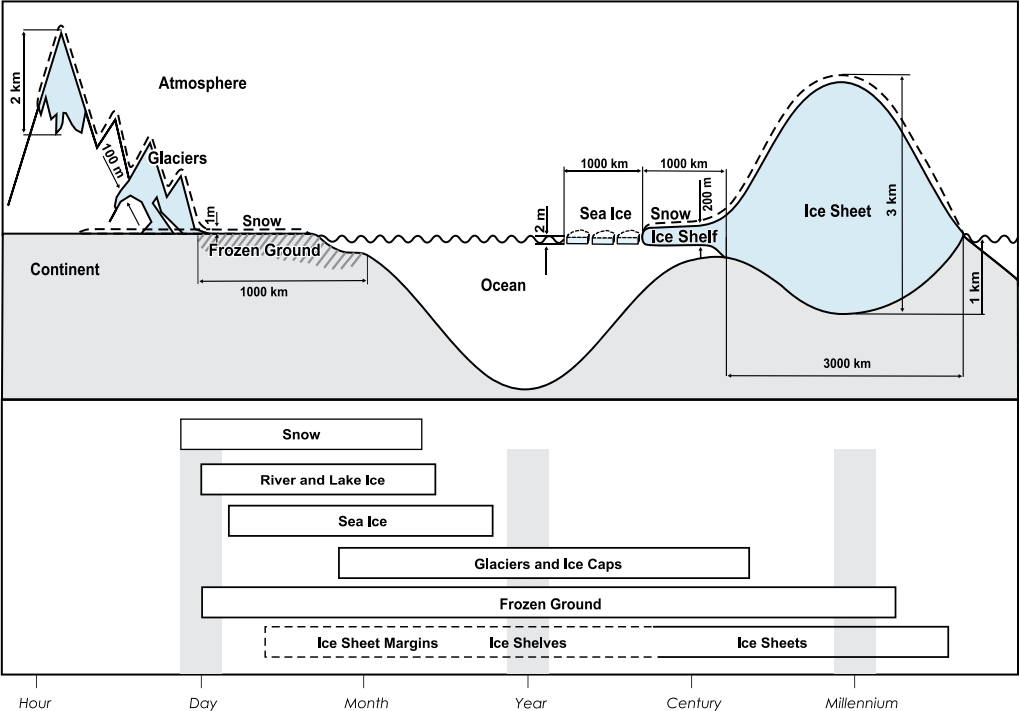 2 km
Atmosphere
100 m
Glaciers
1m
Snow
Frozen Ground
Continent
1000 km
Ocean
1000 km
1000 km
2 m
Sea Ice
Snow
200 m
Ice Shelf
Ice Sheet
3 km
1 km
3000 km
Snow
River and Lake Ice
Sea Ice
Glaciers and Ice Caps
Frozen Ground
Ice Sheet Margins Ice Shelves Ice Sheets
Hour Day Month Year Century Millennium